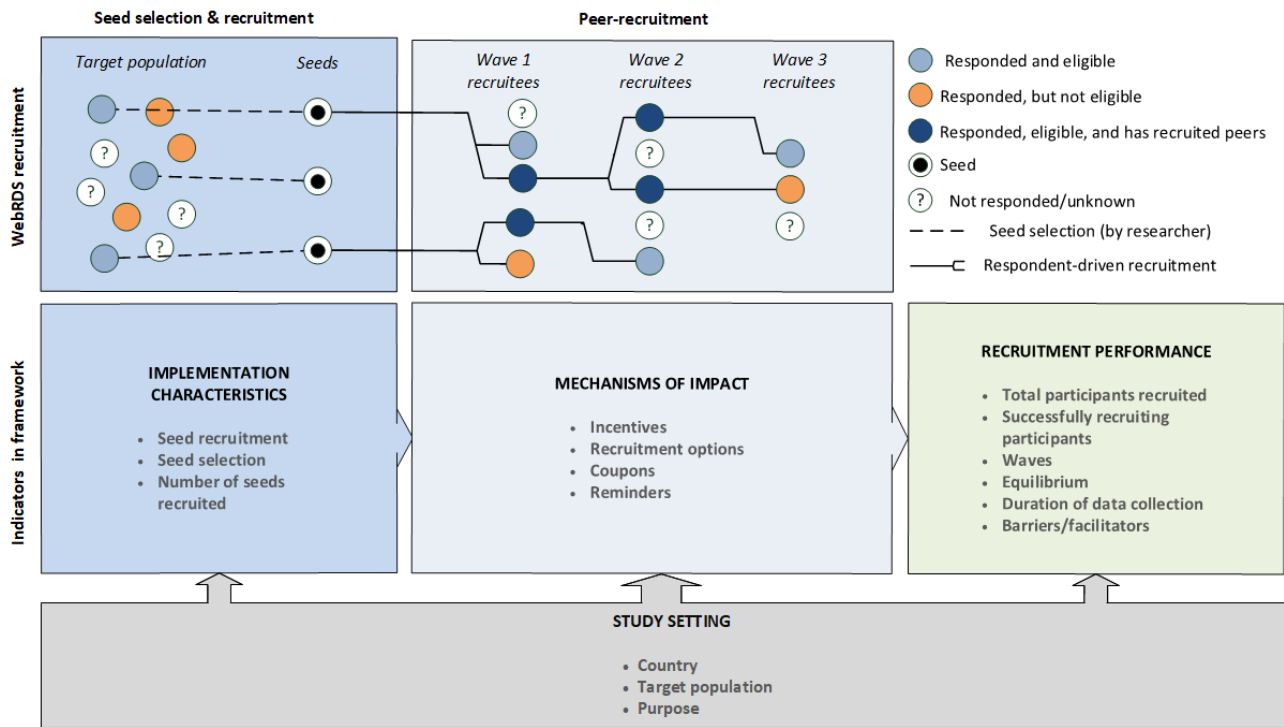 Seed selection & recruitment
Peer-recruitment
WebRDS recruitment
Target population
Seeds
Wave 1
recruitees
Wave 2
recruitees
Wave 3
recruitees
?
?
?
?
?
?
?
?
Responded and eligible
Responded, but not eligible
Responded, eligible, and has recruited peers
Seed
? Not responded/unknown
Seed selection (by researcher)
Respondent-driven recruitment
Indicators in framework
IMPLEMENTATION
CHARACTERISTICS
• Seed recruitment
• Seed selection
• Number of seeds
recruited
MECHANISMS OF IMPACT
• Incentives
• Recruitment options
• Coupons
• Reminders
RECRUITMENT PERFORMANCE
• Total participants recruited
• Successfully recruiting
participants
• Waves
• Equilibrium
• Duration of data collection
• Barriers/facilitators
STUDY SETTING
• Country
• Target population
• Purpose